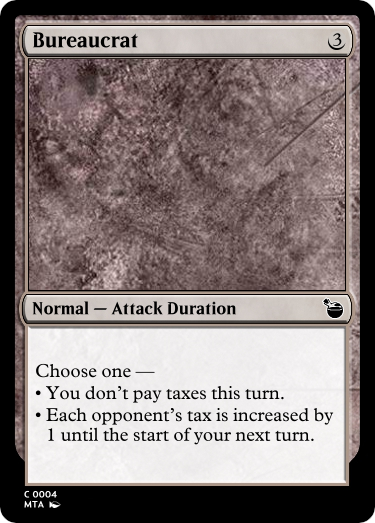 Bureaucrat 3
Normal — Attack Duration
Choose one —
• You don't pay taxes this turn.
• Each opponent's tax is increased by
1 until the start of your next turn.
C 0004
MTA